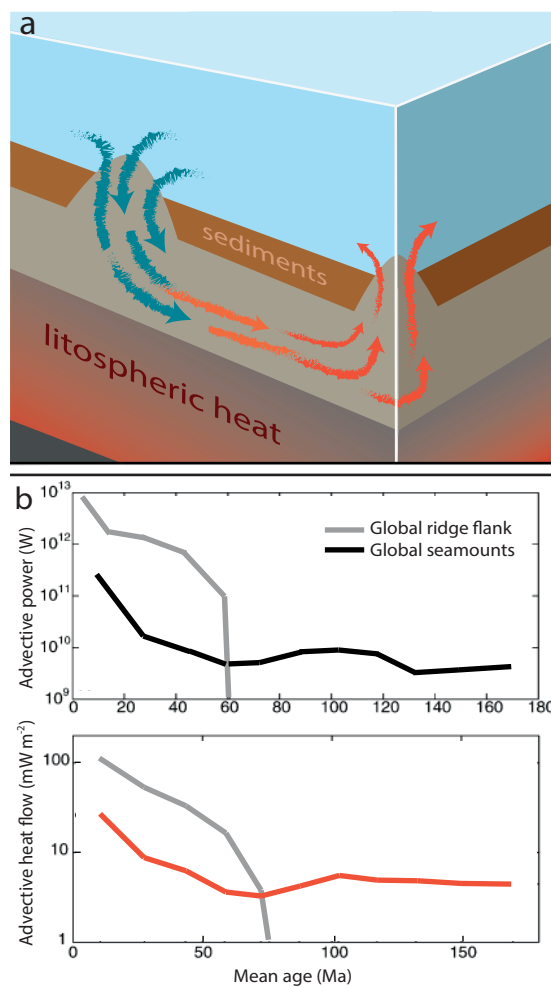 a
sediments
litospheric heat
b
Advective power (W)
10^13
10^12
10^11
10^10
10^9
Global ridge flank
Global seamounts
0 20 40 60 80 100 120 140 160 180
Advective heat flow (mW m^-2)
100
10
1
0 50 100 150
Mean age (Ma)